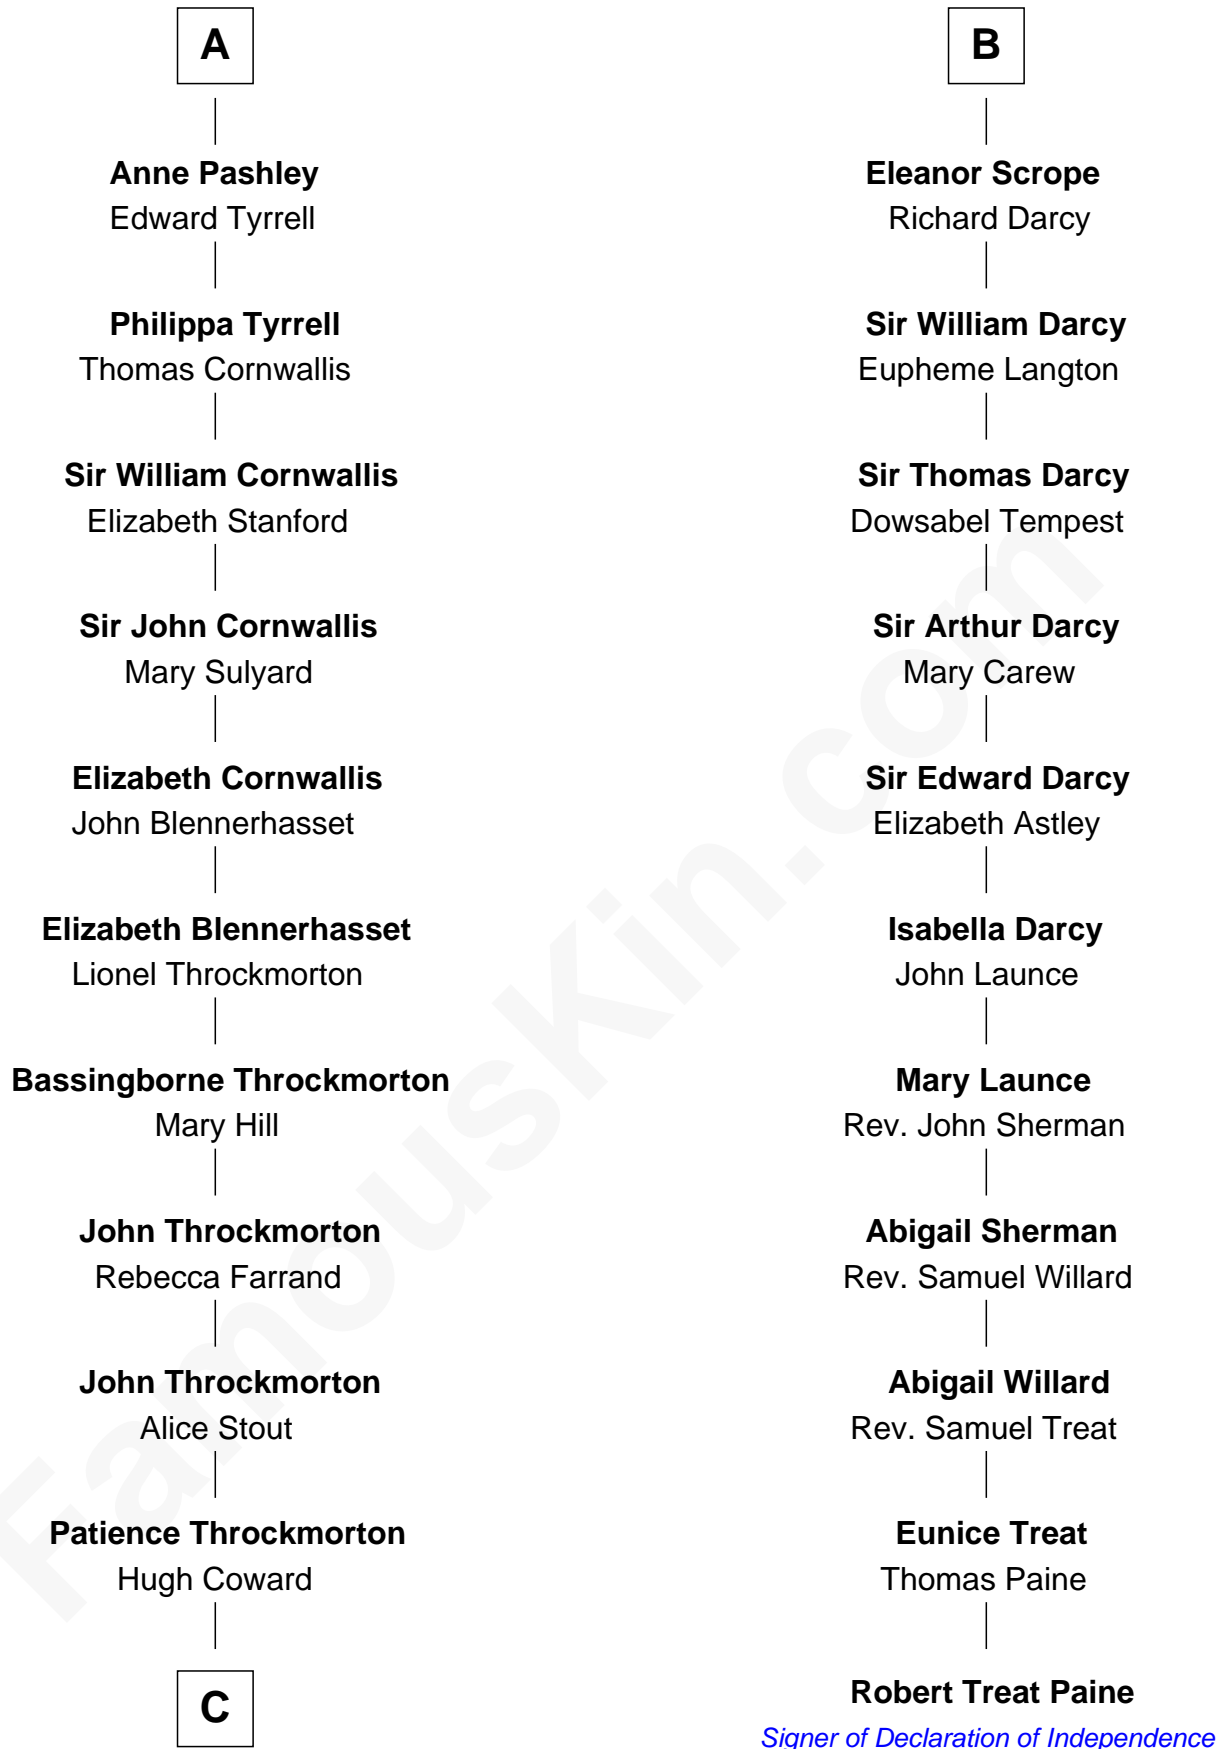 A
Anne Pashley
Edward Tyrrell
Philippa Tyrrell
Thomas Cornwallis
Sir William Cornwallis
Elizabeth Stanford
Sir John Cornwallis
Mary Sulyard
Elizabeth Cornwallis
John Blennerhasset
Elizabeth Blennerhasset
Lionel Throckmorton
Bassingborne Throckmorton
Mary Hill
John Throckmorton
Rebecca Farrand
John Throckmorton
Alice Stout
Patience Throckmorton
Hugh Coward
C
B
Eleanor Scrope
Richard Darcy
Sir William Darcy
Eupheme Langton
Sir Thomas Darcy
Dowsabel Tempest
Sir Arthur Darcy
Mary Carew
Sir Edward Darcy
Elizabeth Astley
Isabella Darcy
John Launce
Mary Launce
Rev. John Sherman
Abigail Sherman
Rev. Samuel Willard
Abigail Willard
Rev. Samuel Treat
Eunice Treat
Thomas Paine
Robert Treat Paine
Signer of Declaration of Independence
FamousKin.com